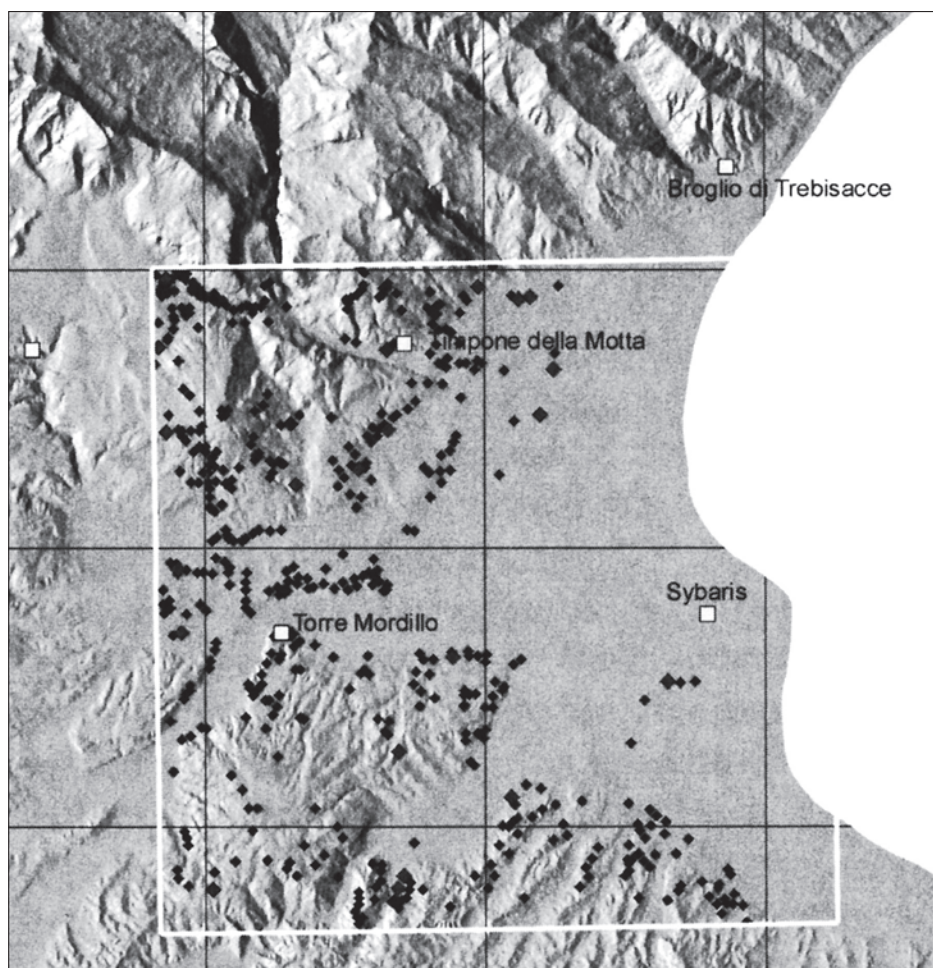 Broglio di Trebisacce
Timpone della Motta
Sybaris
Torre Mordillo